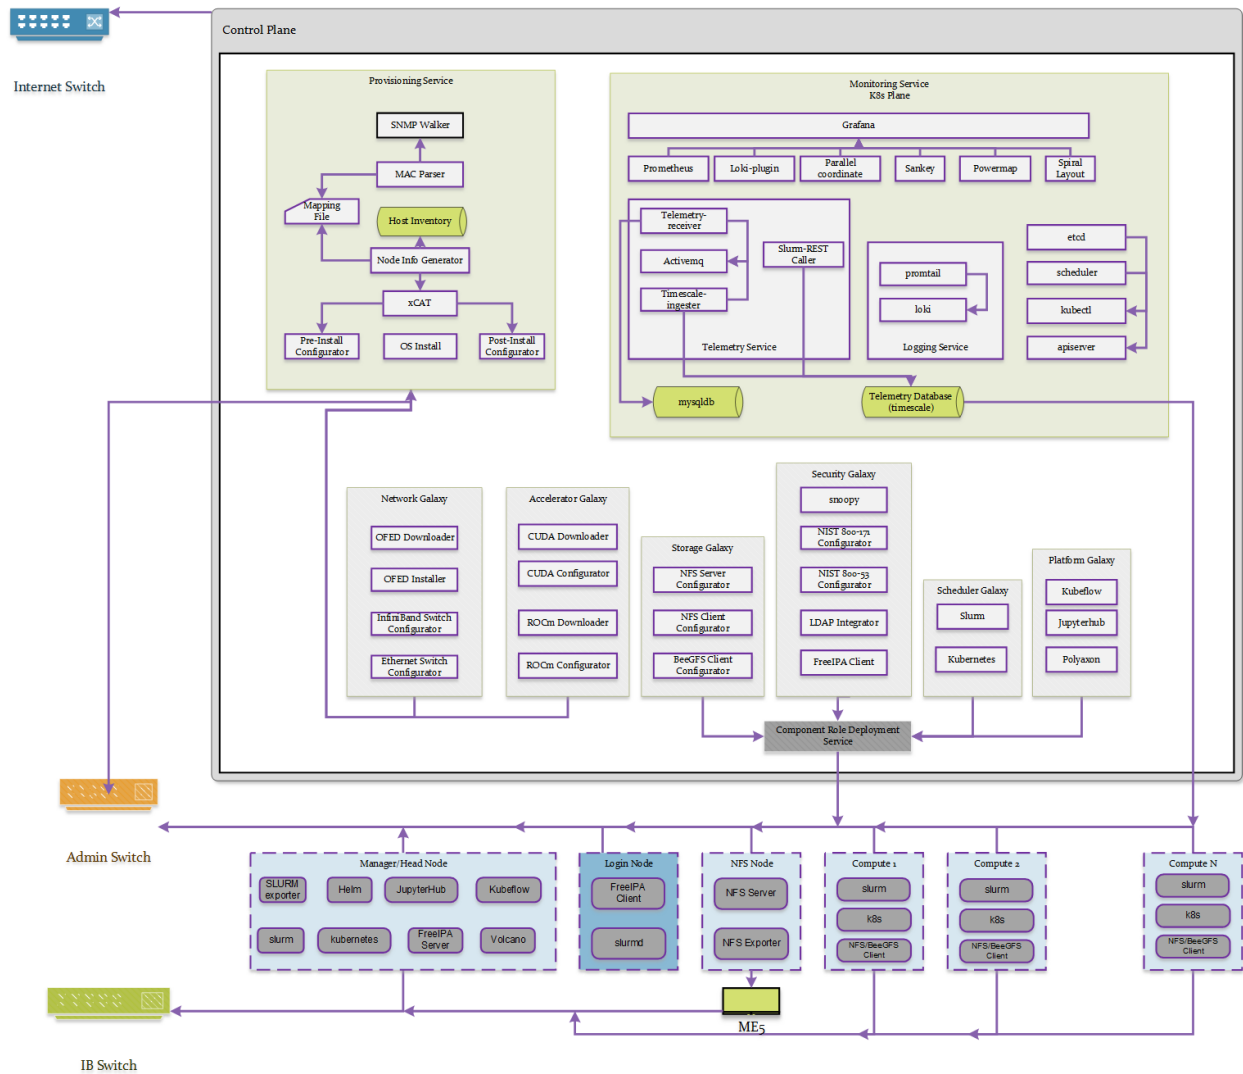 Internet Switch
Control Plane
Provisioning Service
SNMP Walker
MAC Parser
Mapping
File
Host Inventory
Node Info Generator
xCAT
Pre-Install
Configurator
OS Install
Post-Install
Configurator
Monitoring Service
K8s Plane
Grafana
Prometheus
Loki-plugin
Parallel
coordinate
Sankey
Powermap
Spiral
Layout
Telemetry-
receiver
Activemq
Timescale-
ingester
Slurm-REST
Caller
Telemetry Service
promtail
loki
Logging Service
etcd
scheduler
kubectl
apiserver
mysqldb
Telemetry Database
(timescale)
Network Galaxy
OFED Downloader
OFED Installer
InfiniBand Switch
Configurator
Ethernet Switch
Configurator
Accelerator Galaxy
CUDA Downloader
CUDA Configurator
ROCm Downloader
ROCm Configurator
Storage Galaxy
NFS Server
Configurator
NFS Client
Configurator
BeeGFS Client
Configurator
Security Galaxy
snoopy
NIST 800-171
Configurator
NIST 800-53
Configurator
LDAP Integrator
FreeIPA Client
Scheduler Galaxy
Slurm
Kubernetes
Platform Galaxy
Kubeflow
Jupyterhub
Polyaxon
Component Role Deployment
Service
Admin Switch
Manager/Head Node
SLURM
exporter
Helm
JupyterHub
Kubeflow
slurm
kubernetes
FreeIPA
Server
Volcano
Login Node
FreeIPA
Client
slurmd
NFS Node
NFS Server
NFS Exporter
Compute 1
slurm
k8s
NFS/BeeGFS
Client
Compute 2
slurm
k8s
NFS/BeeGFS
Client
Compute N
slurm
k8s
NFS/BeeGFS
Client
ME5
IB Switch